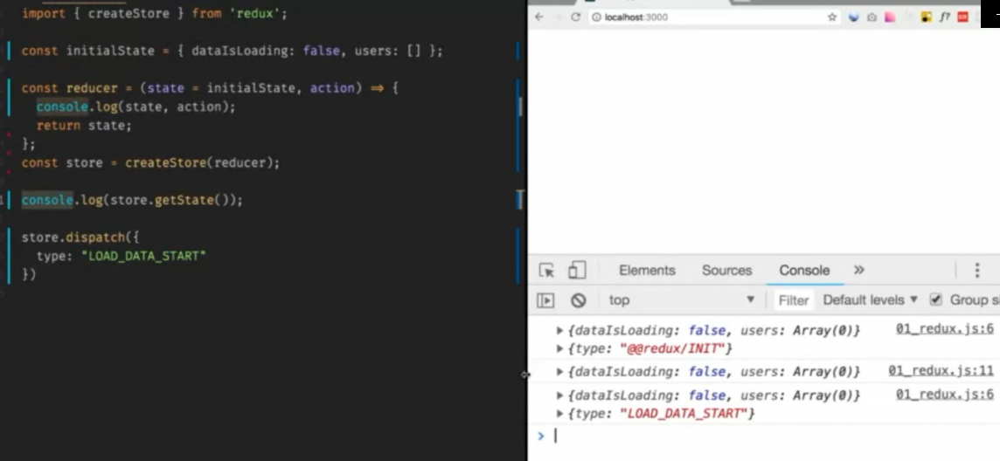 import { createStore } from 'redux';
const initialState = { dataIsLoading: false, users: [] };
const reducer = (state = initialState, action) => {
console.log(state, action);
return state;
};
const store = createStore(reducer);
console.log(store.getState());
store.dispatch({
type: "LOAD_DATA_START"
})
localhost:3000
f?
Elements Sources Console »
top Filter Default levels ▼ Group si
{dataIsLoading: false, users: Array(0)} 01_redux.js:6
{type: "@@redux/INIT"}
{dataIsLoading: false, users: Array(0)} 01_redux.js:11
{dataIsLoading: false, users: Array(0)} 01_redux.js:6
{type: "LOAD_DATA_START"}
>